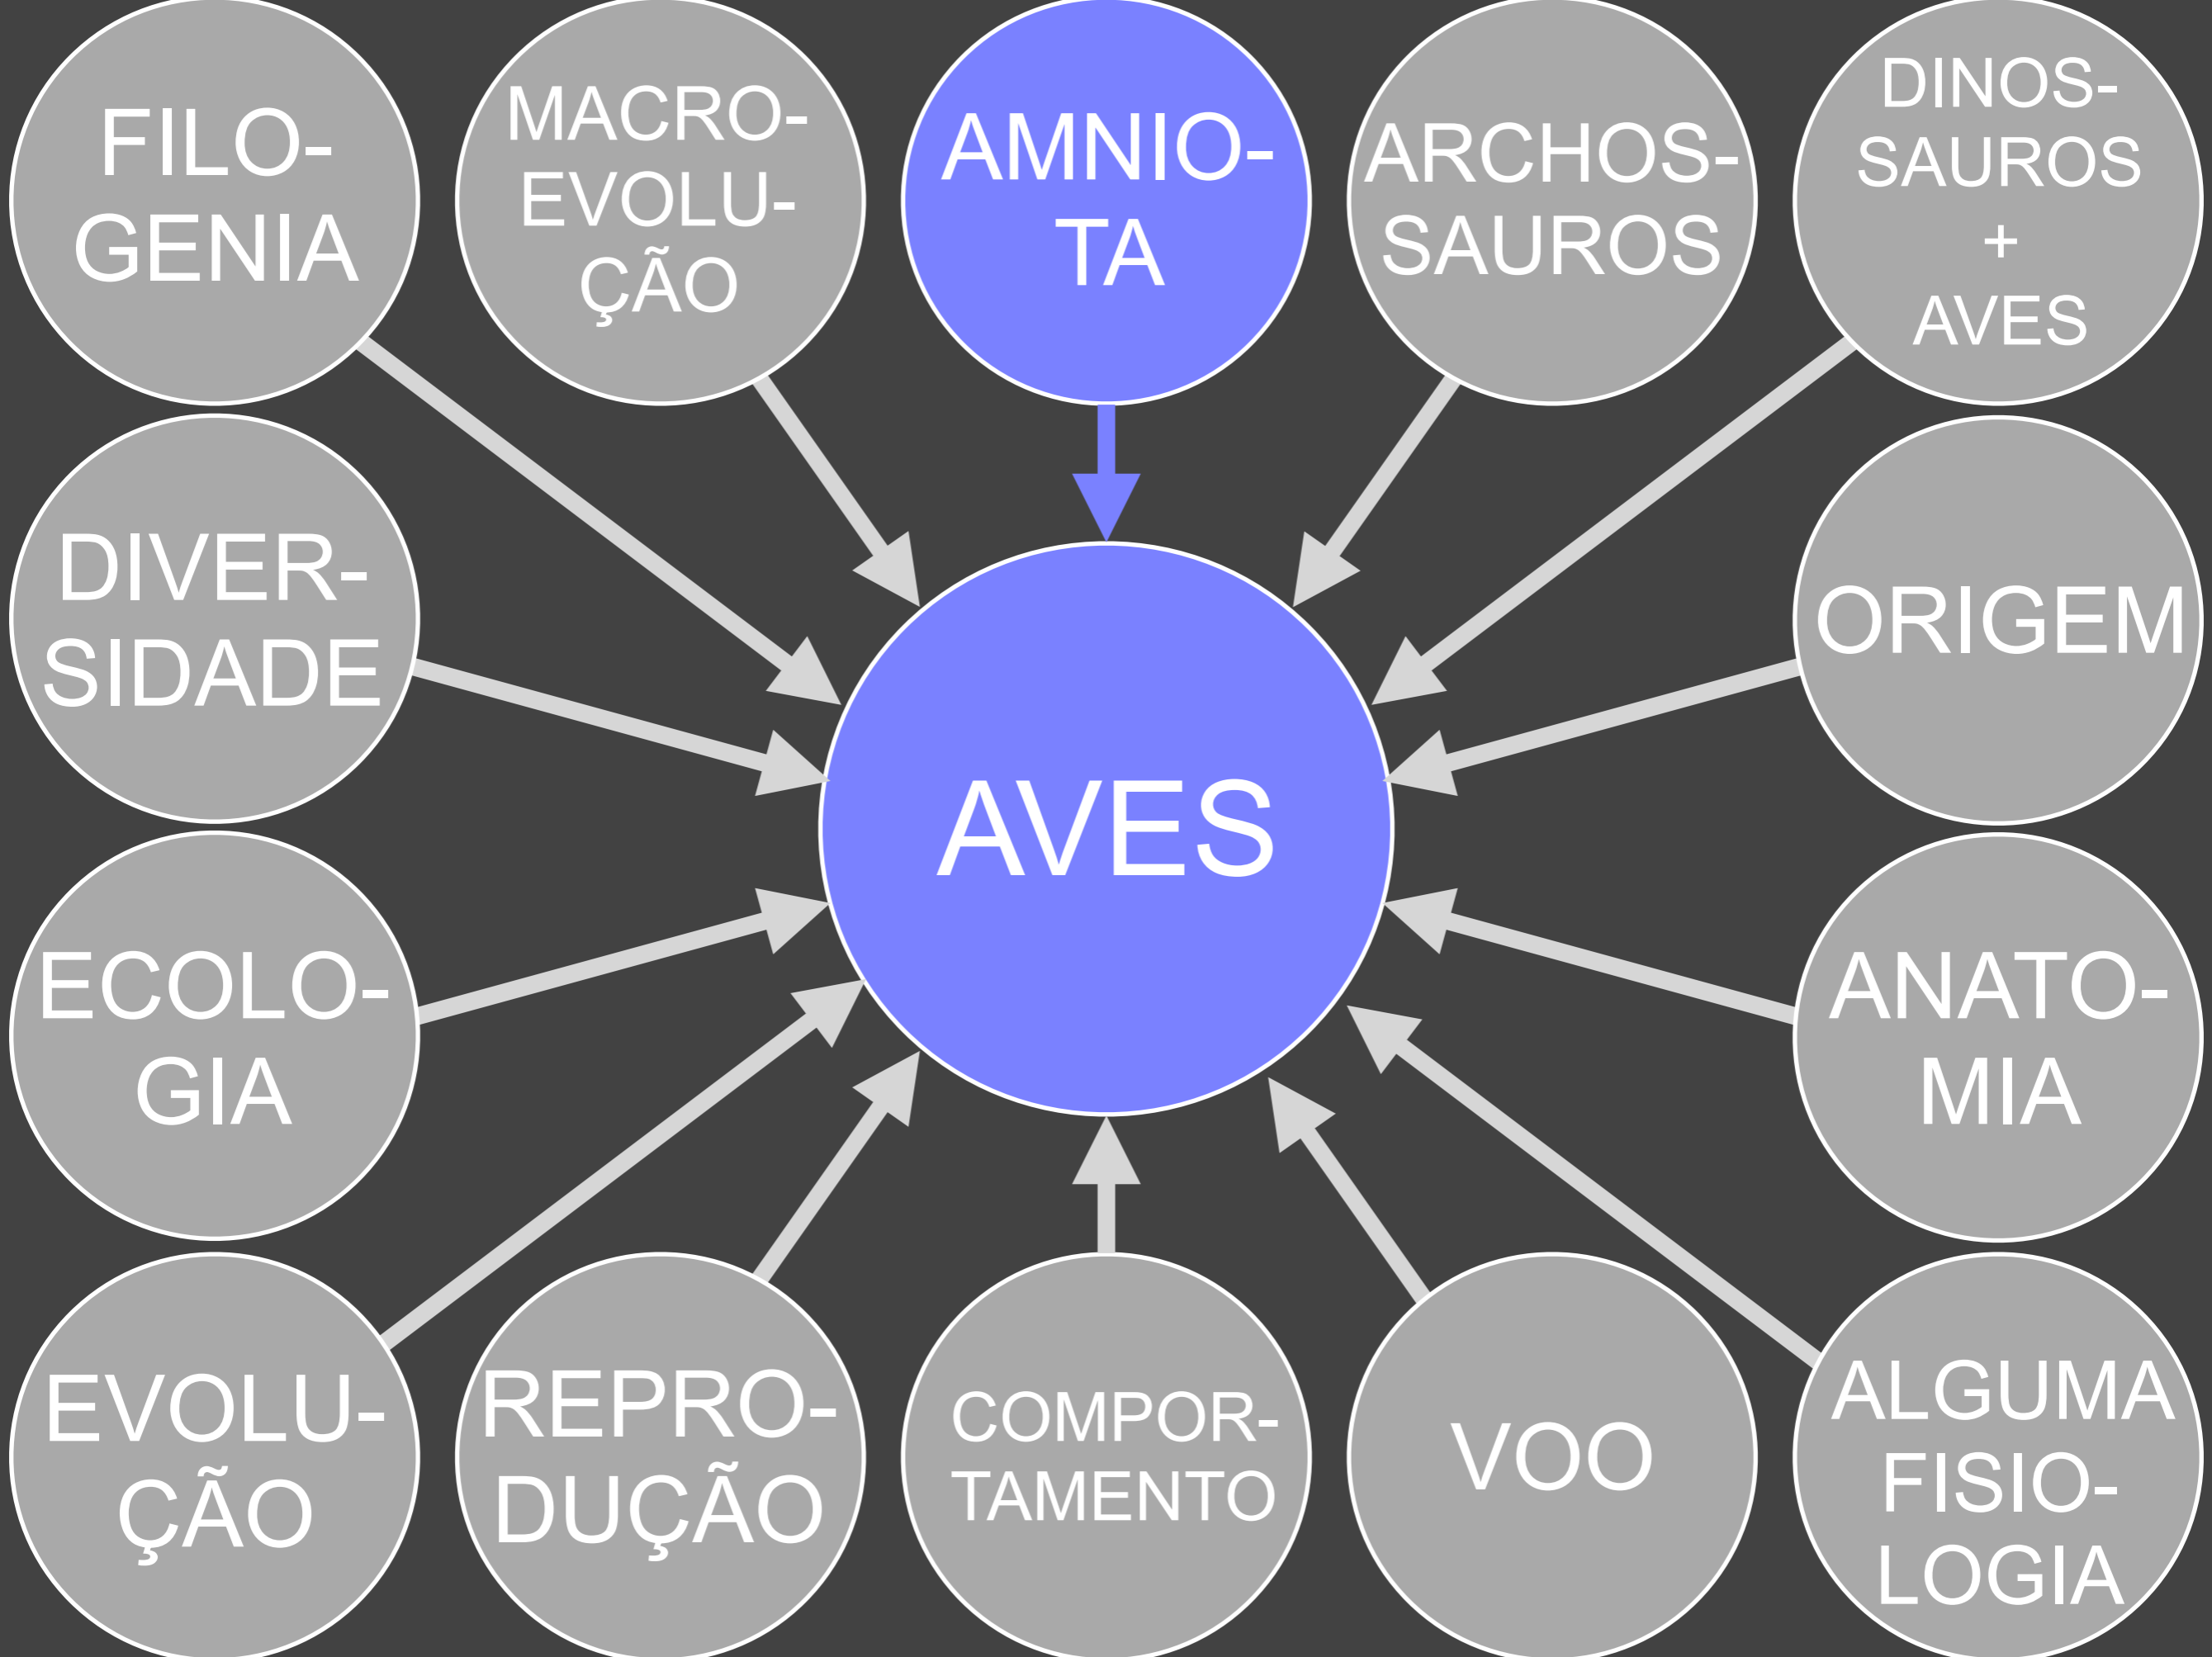 FILO-
GENIA
MACRO-
EVOLU-
ÇÃO
AMNIO-
TA
ARCHOS-
SAUROS
DINOS-
SAUROS
+
AVES
DIVER-
SIDADE
ORIGEM
AVES
ECOLO-
GIA
ANATO-
MIA
EVOLU-
ÇÃO
REPRO-
DUÇÃO
COMPOR-
TAMENTO
VOO
ALGUMA
FISIO-
LOGIA